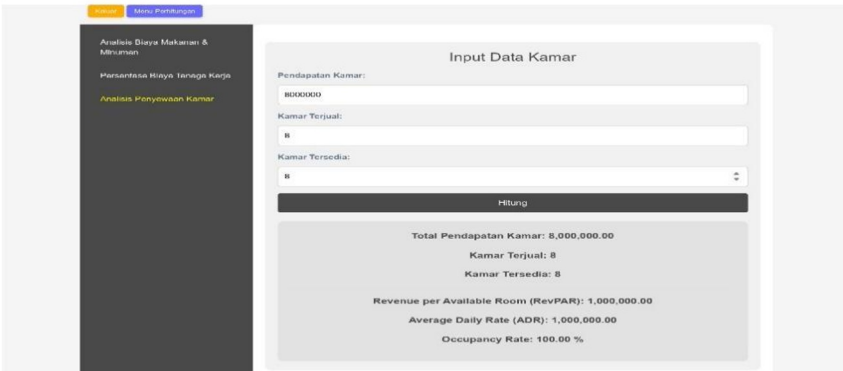 Keluar Menu Perhitungan
Analisis Biaya Makanan &
Minuman
Persentase Biaya Tenaga Kerja
Analisis Penyewaan Kamar
Input Data Kamar
Pendapatan Kamar:
8000000
Kamar Terjual:
8
Kamar Tersedia:
8
Hitung
Total Pendapatan Kamar: 8,000,000.00
Kamar Terjual: 8
Kamar Tersedia: 8
Revenue per Available Room (RevPAR): 1,000,000.00
Average Daily Rate (ADR): 1,000,000.00
Occupancy Rate: 100.00 %